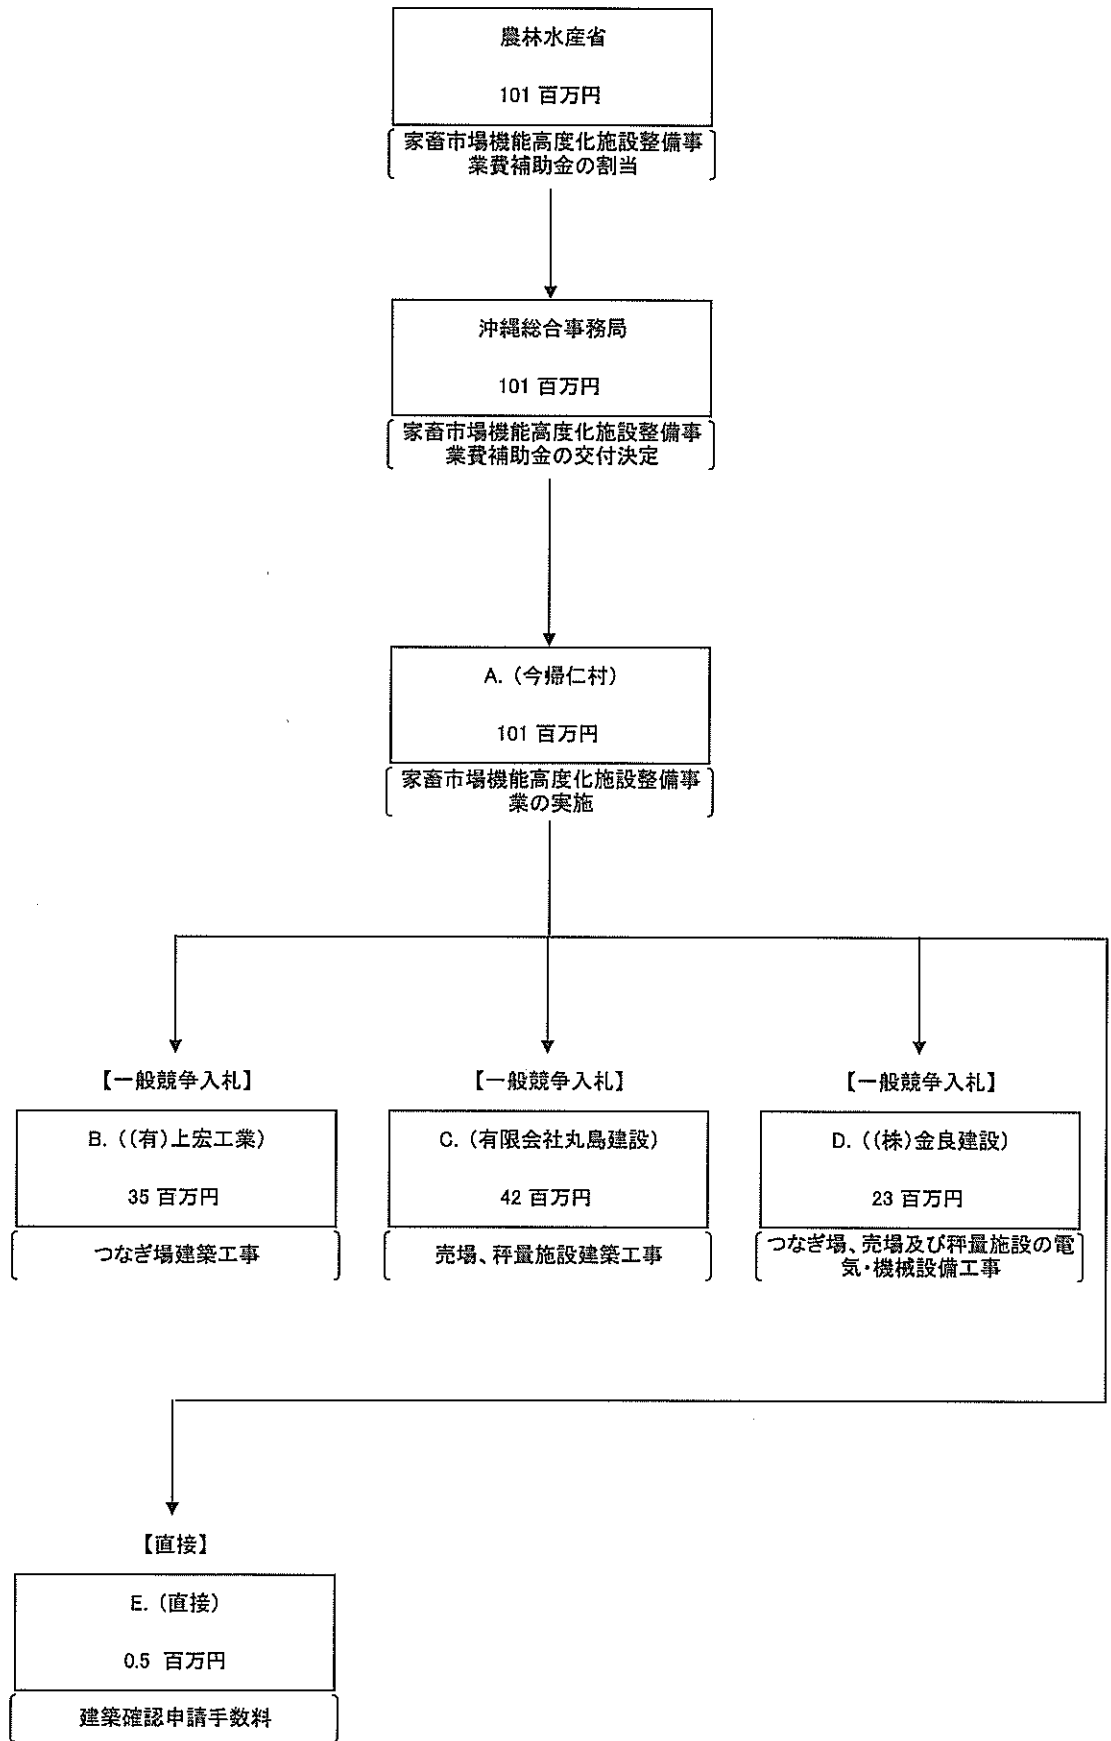 農林水産省
101 百万円
家畜市場機能高度化施設整備事
業費補助金の割当
沖縄総合事務局
101 百万円
家畜市場機能高度化施設整備事
業費補助金の交付決定
A.（今帰仁村）
101 百万円
家畜市場機能高度化施設整備事
業の実施
【一般競争入札】
B.（(有)上宏工業）
35 百万円
つなぎ場建築工事
【一般競争入札】
C.（有限会社丸島建設）
42 百万円
売場、秤量施設建築工事
【一般競争入札】
D.（(株)金良建設）
23 百万円
つなぎ場、売場及び秤量施設の電
気・機械設備工事
【直接】
E.（直接）
0.5 百万円
建築確認申請手数料